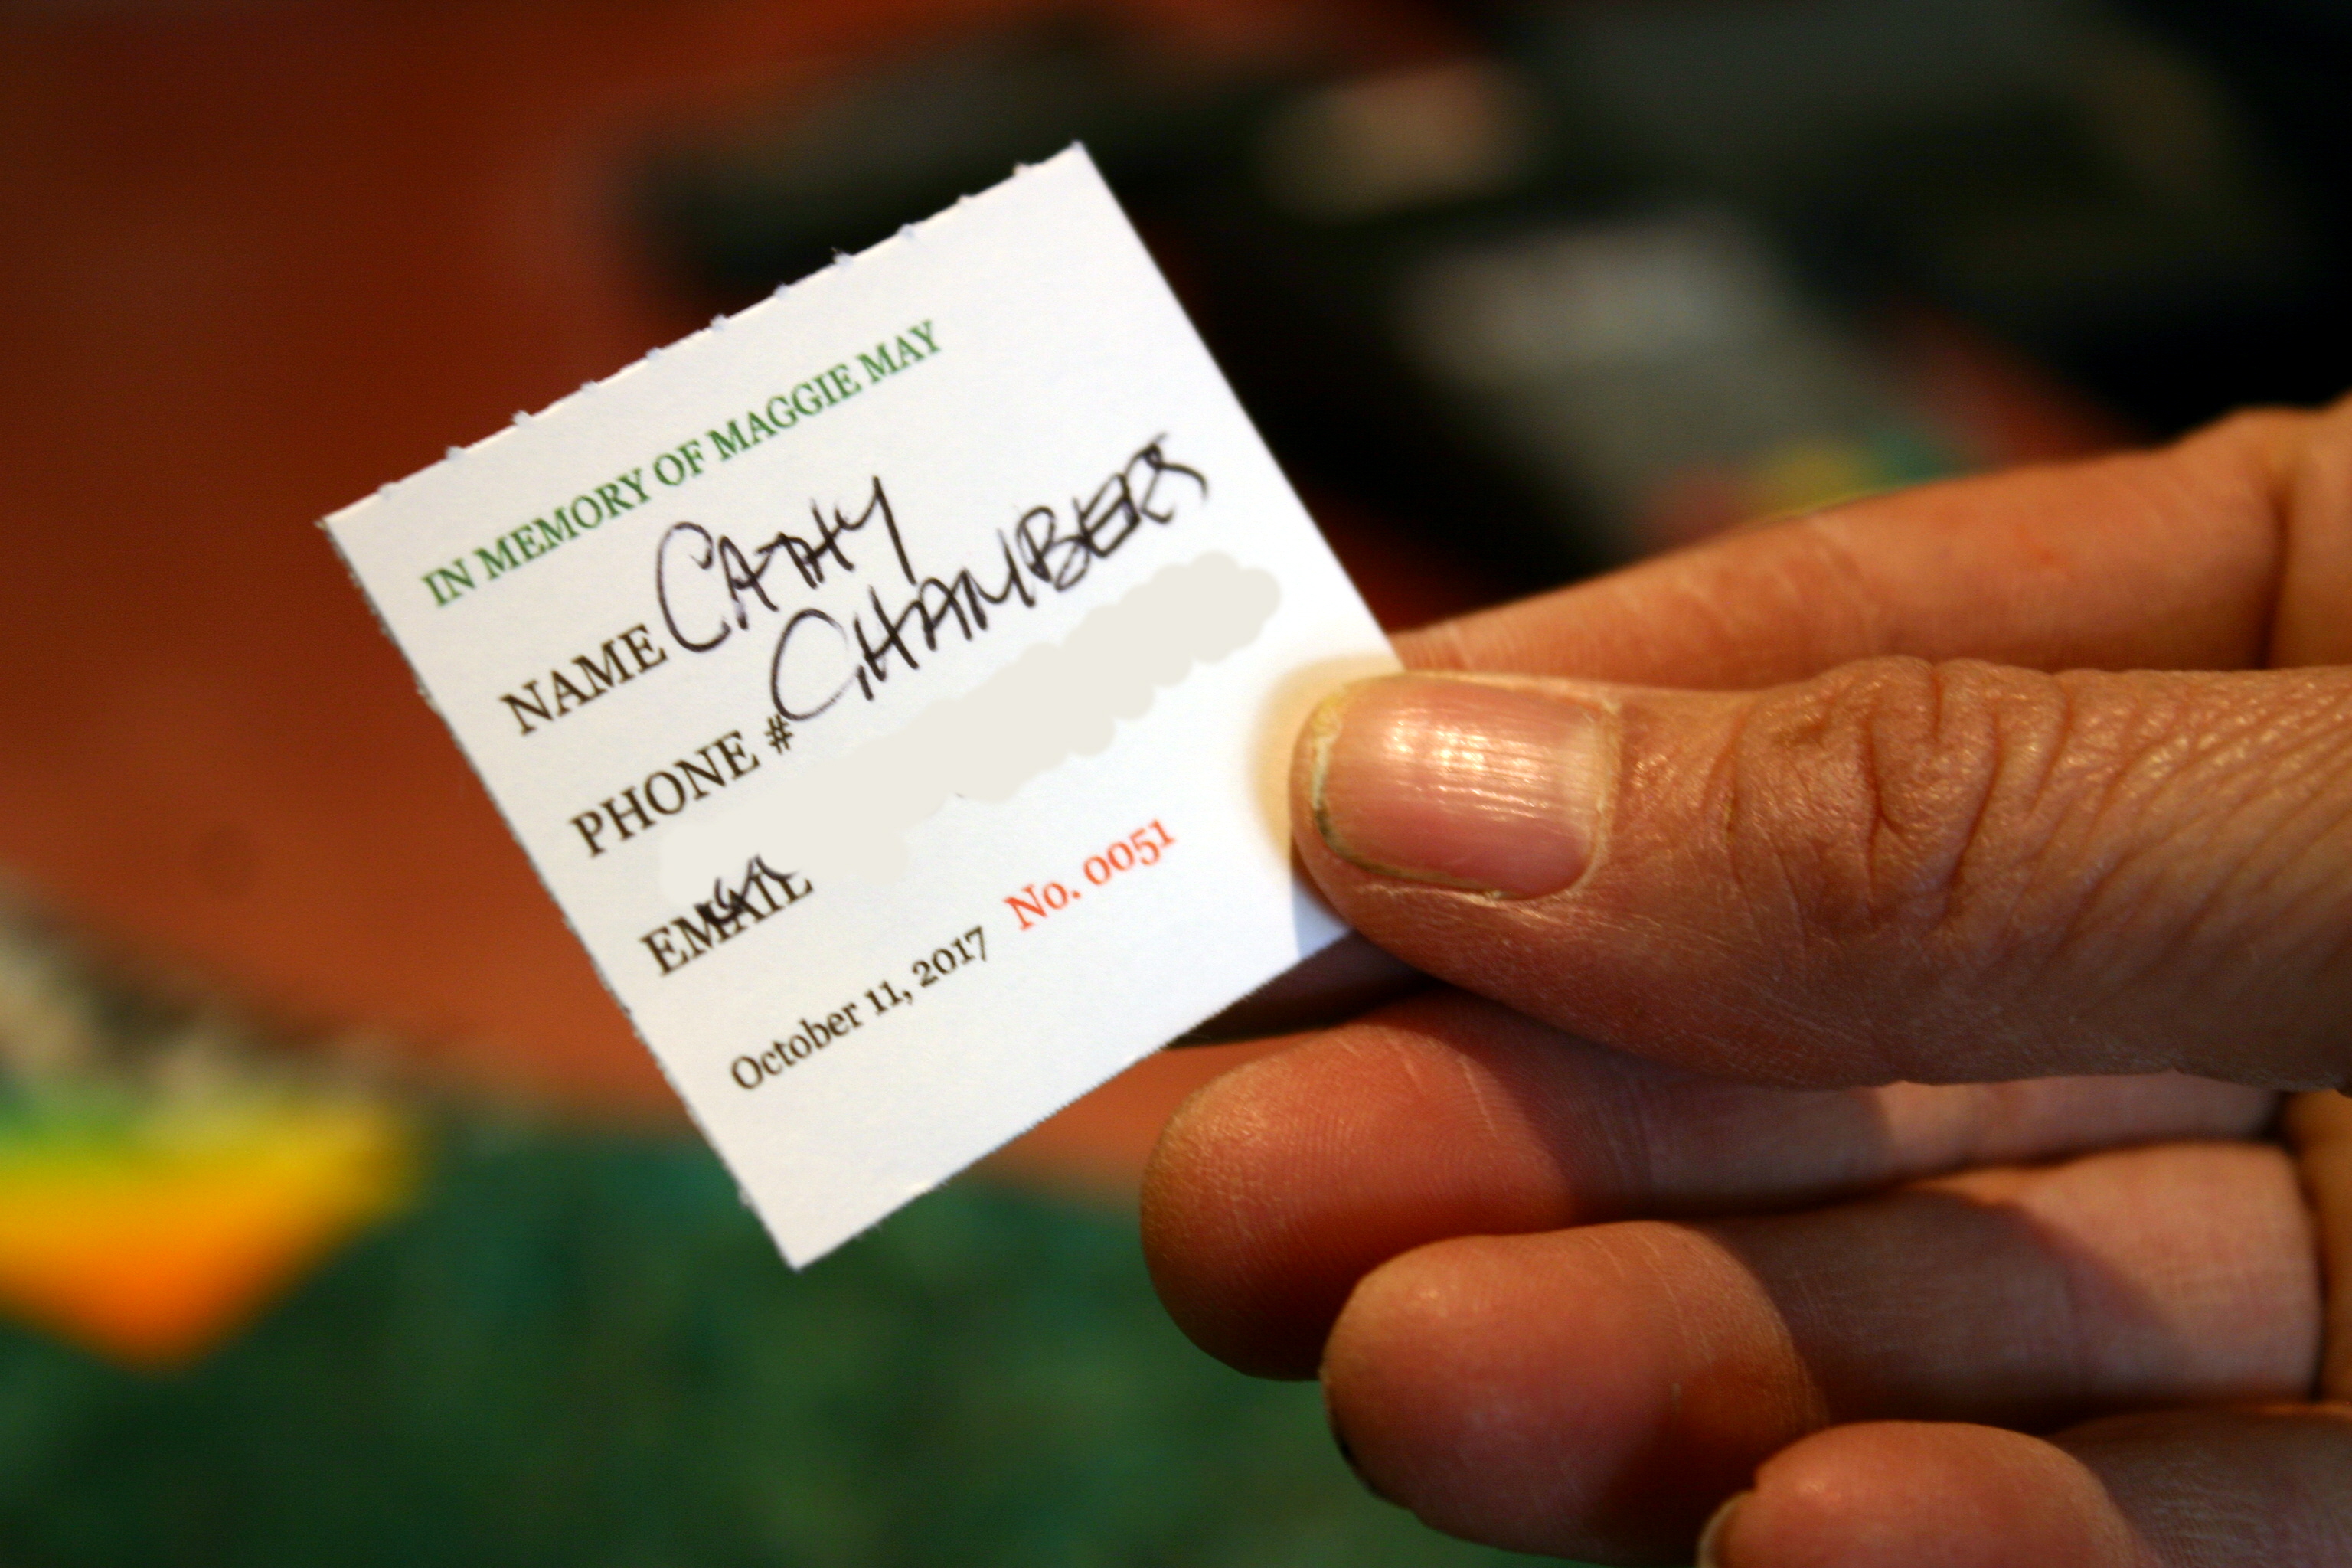 IN MEMORY OF MAGGIE MAY
NAME CATHY
CHAMBERS
PHONE #
EMAIL
October 11, 2017 No. 0051